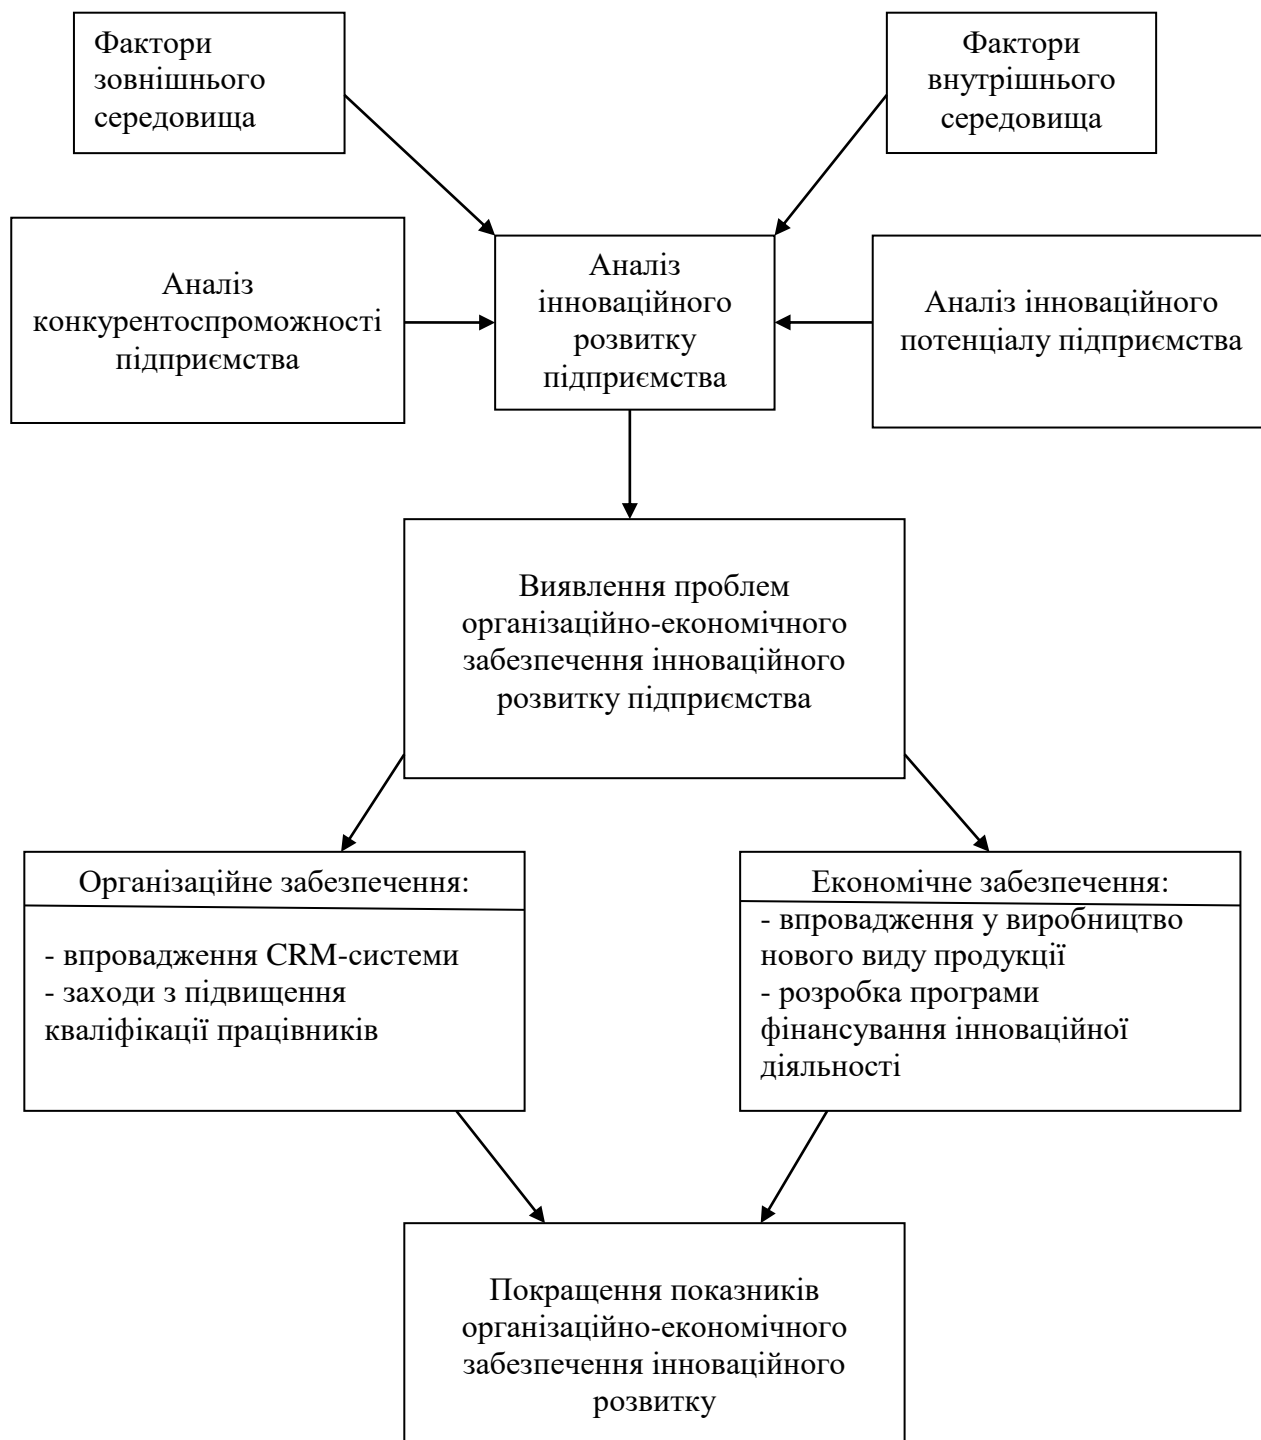 Фактори
зовнішнього
середовища
Фактори
внутрішнього
середовища
Аналіз
конкурентоспроможності
підприємства
Аналіз
інноваційного
розвитку
підприємства
Аналіз інноваційного
потенціалу підприємства
Виявлення проблем
організаційно-економічного
забезпечення інноваційного
розвитку підприємства
Організаційне забезпечення:
- впровадження CRM-системи
- заходи з підвищення
кваліфікації працівників
Економічне забезпечення:
- впровадження у виробництво
нового виду продукції
- розробка програми
фінансування інноваційної
діяльності
Покращення показників
організаційно-економічного
забезпечення інноваційного
розвитку